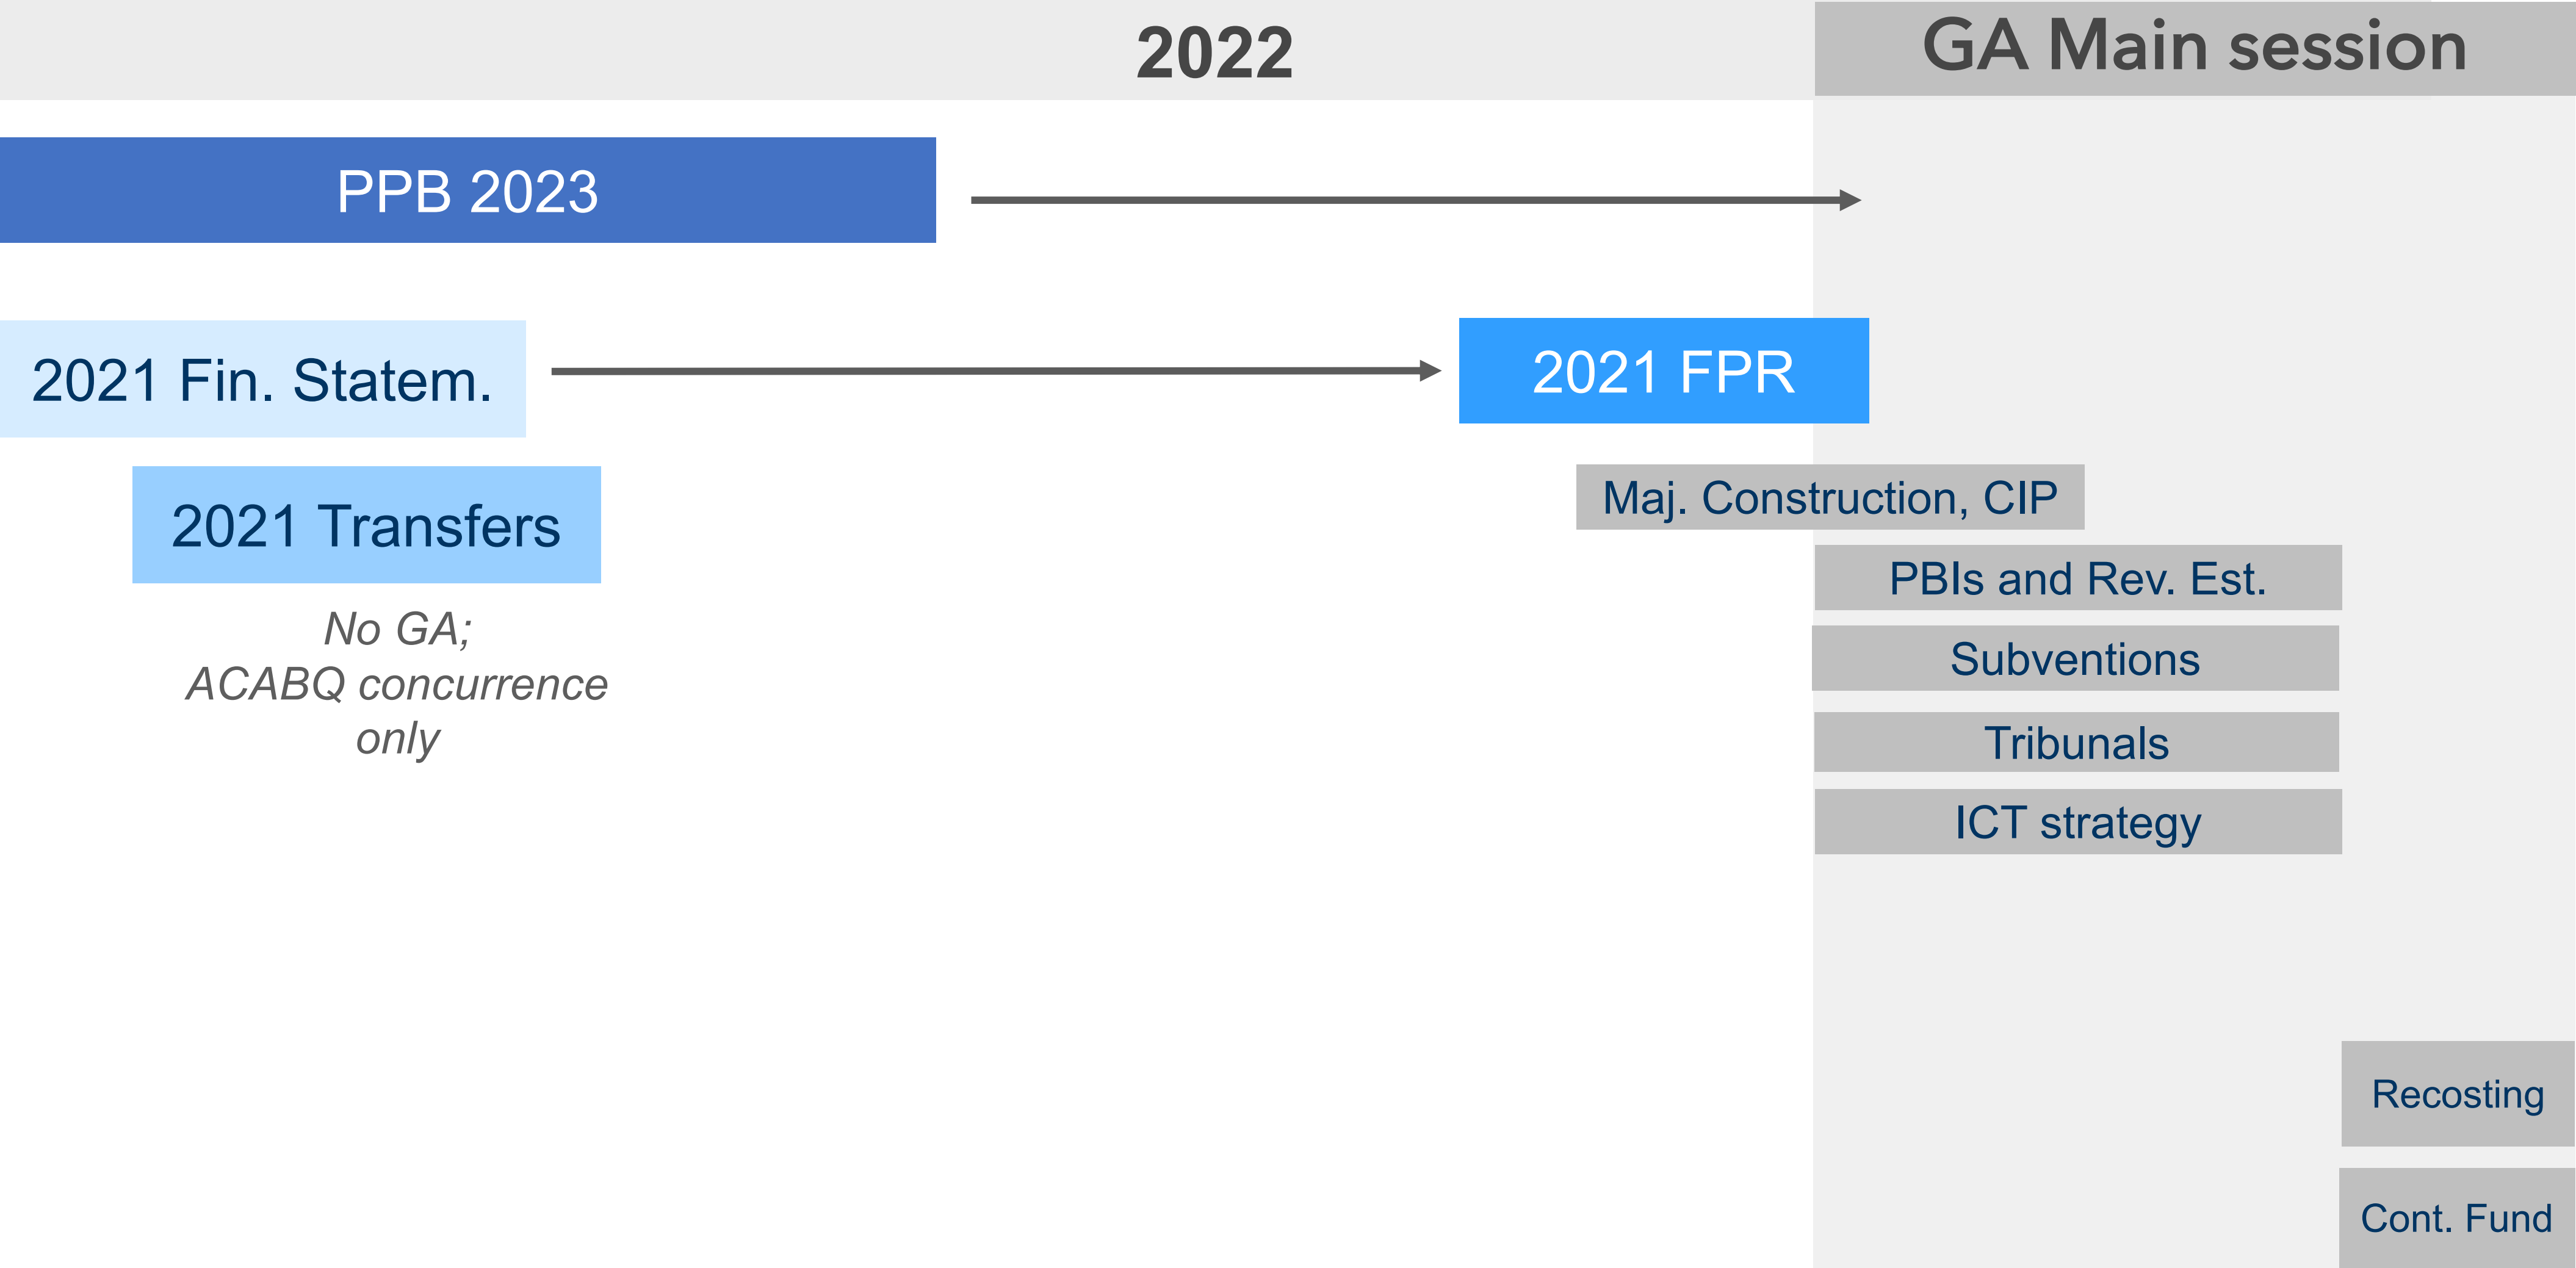 2022
GA Main session
PPB 2023
2021 Fin. Statem.
2021 FPR
2021 Transfers
No GA;
ACABQ concurrence
only
Maj. Construction, CIP
PBIs and Rev. Est.
Subventions
Tribunals
ICT strategy
Recosting
Cont. Fund